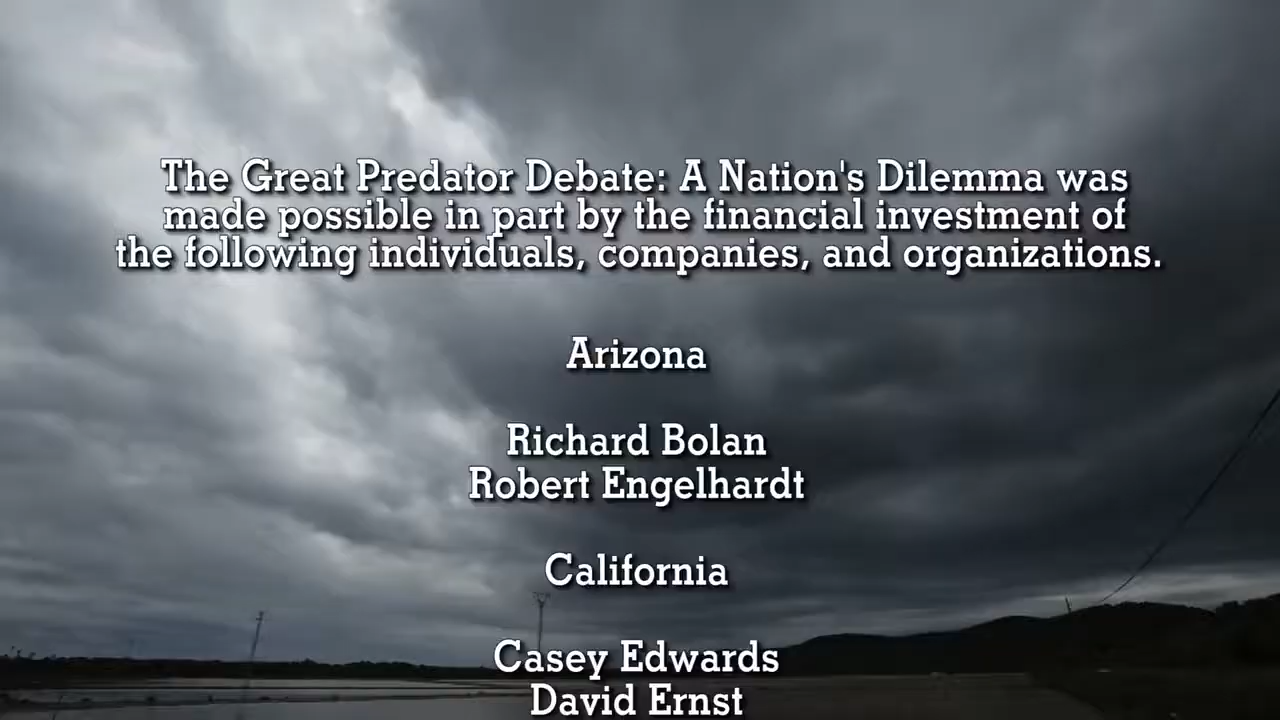 The Great Predator Debate: A Nation's Dilemma was
made possible in part by the financial investment of
the following individuals, companies, and organizations.
Arizona
Richard Bolan
Robert Engelhardt
California
Casey Edwards
David Ernst